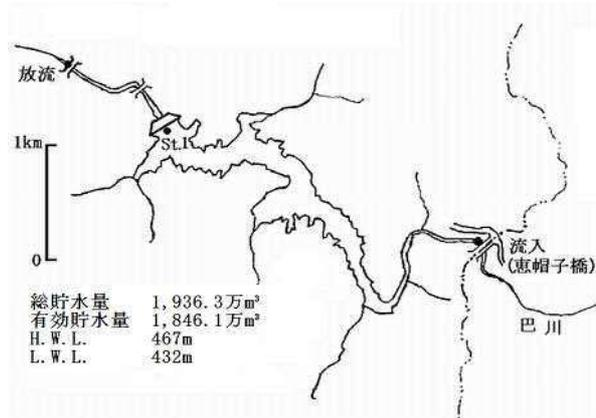 放流
St.1
1km
0
流入
(恵帽子橋)
巴川
総貯水量 1,936.3万m³
有効貯水量 1,846.1万m³
H.W.L. 467m
L.W.L. 432m